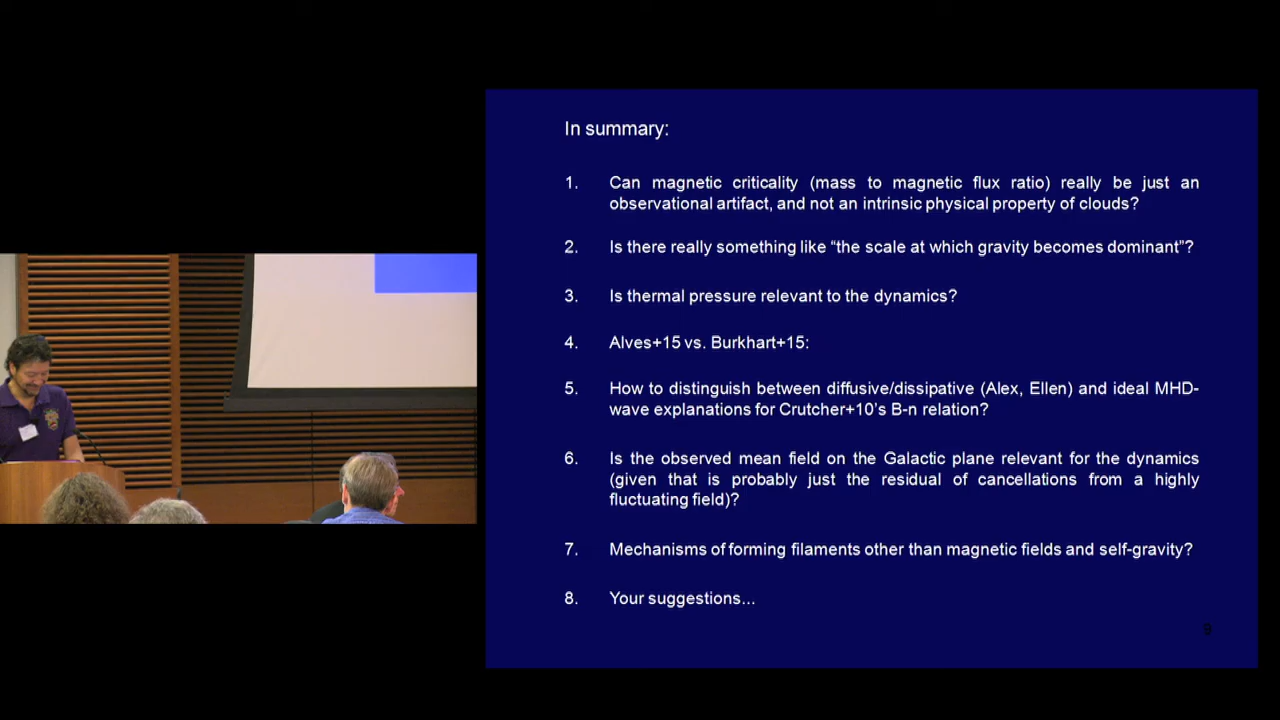 In summary:
1. Can magnetic criticality (mass to magnetic flux ratio) really be just an
observational artifact, and not an intrinsic physical property of clouds?
2. Is there really something like “the scale at which gravity becomes dominant”?
3. Is thermal pressure relevant to the dynamics?
4. Alves+15 vs. Burkhart+15:
5. How to distinguish between diffusive/dissipative (Alex, Ellen) and ideal MHD-
wave explanations for Crutcher+10’s B-n relation?
6. Is the observed mean field on the Galactic plane relevant for the dynamics
(given that is probably just the residual of cancellations from a highly
fluctuating field)?
7. Mechanisms of forming filaments other than magnetic fields and self-gravity?
8. Your suggestions...
9